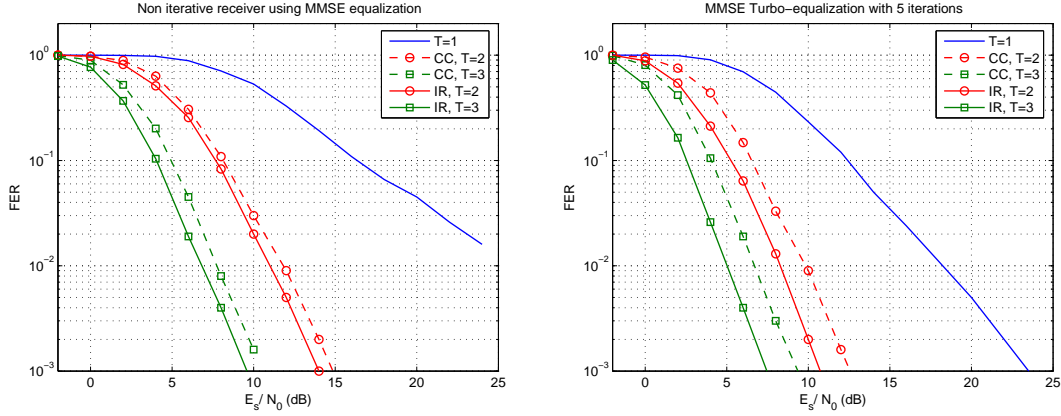 Non iterative receiver using MMSE equalization
10^0
10^-1
10^-2
10^-3
FER
0 5 10 15 20 25
E_s / N_0 (dB)
T=1
CC, T=2
CC, T=3
IR, T=2
IR, T=3
MMSE Turbo−equalization with 5 iterations
10^0
10^-1
10^-2
10^-3
FER
0 5 10 15 20 25
E_s / N_0 (dB)
T=1
CC, T=2
CC, T=3
IR, T=2
IR, T=3